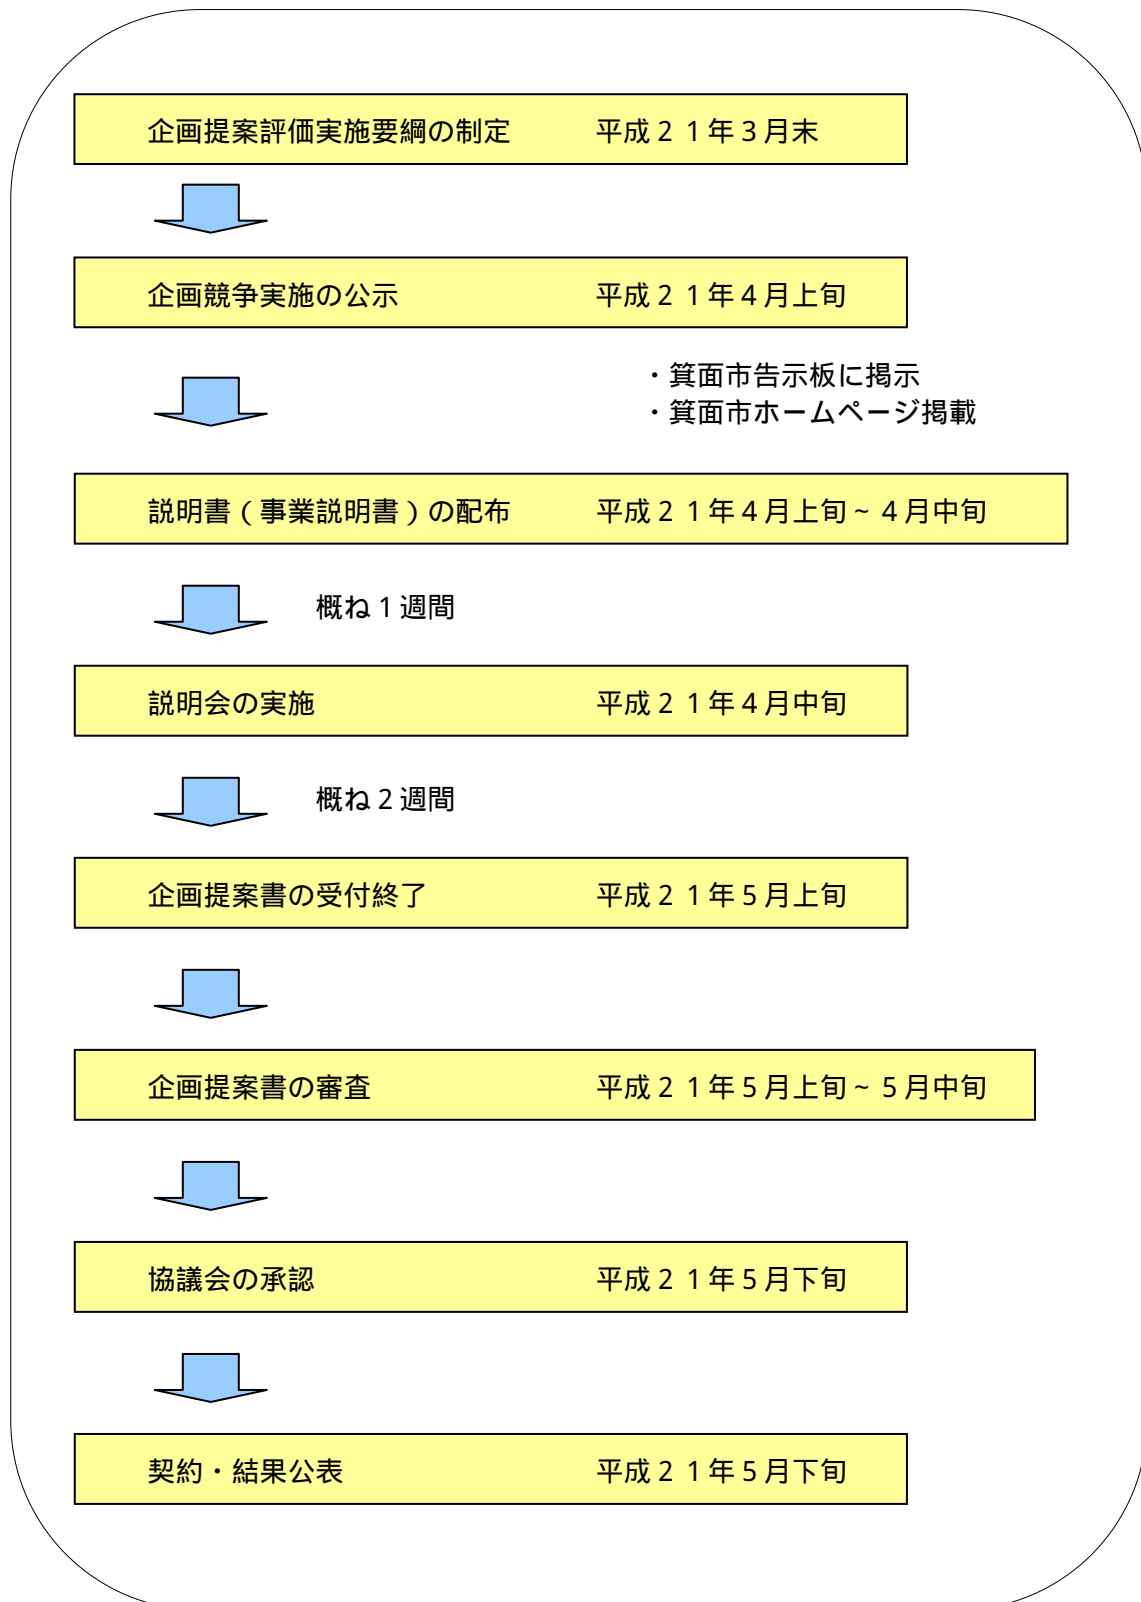 企画提案評価実施要綱の制定　　　平成２１年３月末
企画競争実施の公示　　　　　　　平成２１年４月上旬
・箕面市告示板に掲示
・箕面市ホームページ掲載
説明書（事業説明書）の配布　　　平成２１年４月上旬～４月中旬
概ね１週間
説明会の実施　　　　　　　　　　平成２１年４月中旬
概ね２週間
企画提案書の受付終了　　　　　　平成２１年５月上旬
企画提案書の審査　　　　　　　　平成２１年５月上旬～５月中旬
協議会の承認　　　　　　　　　　平成２１年５月下旬
契約・結果公表　　　　　　　　　平成２１年５月下旬